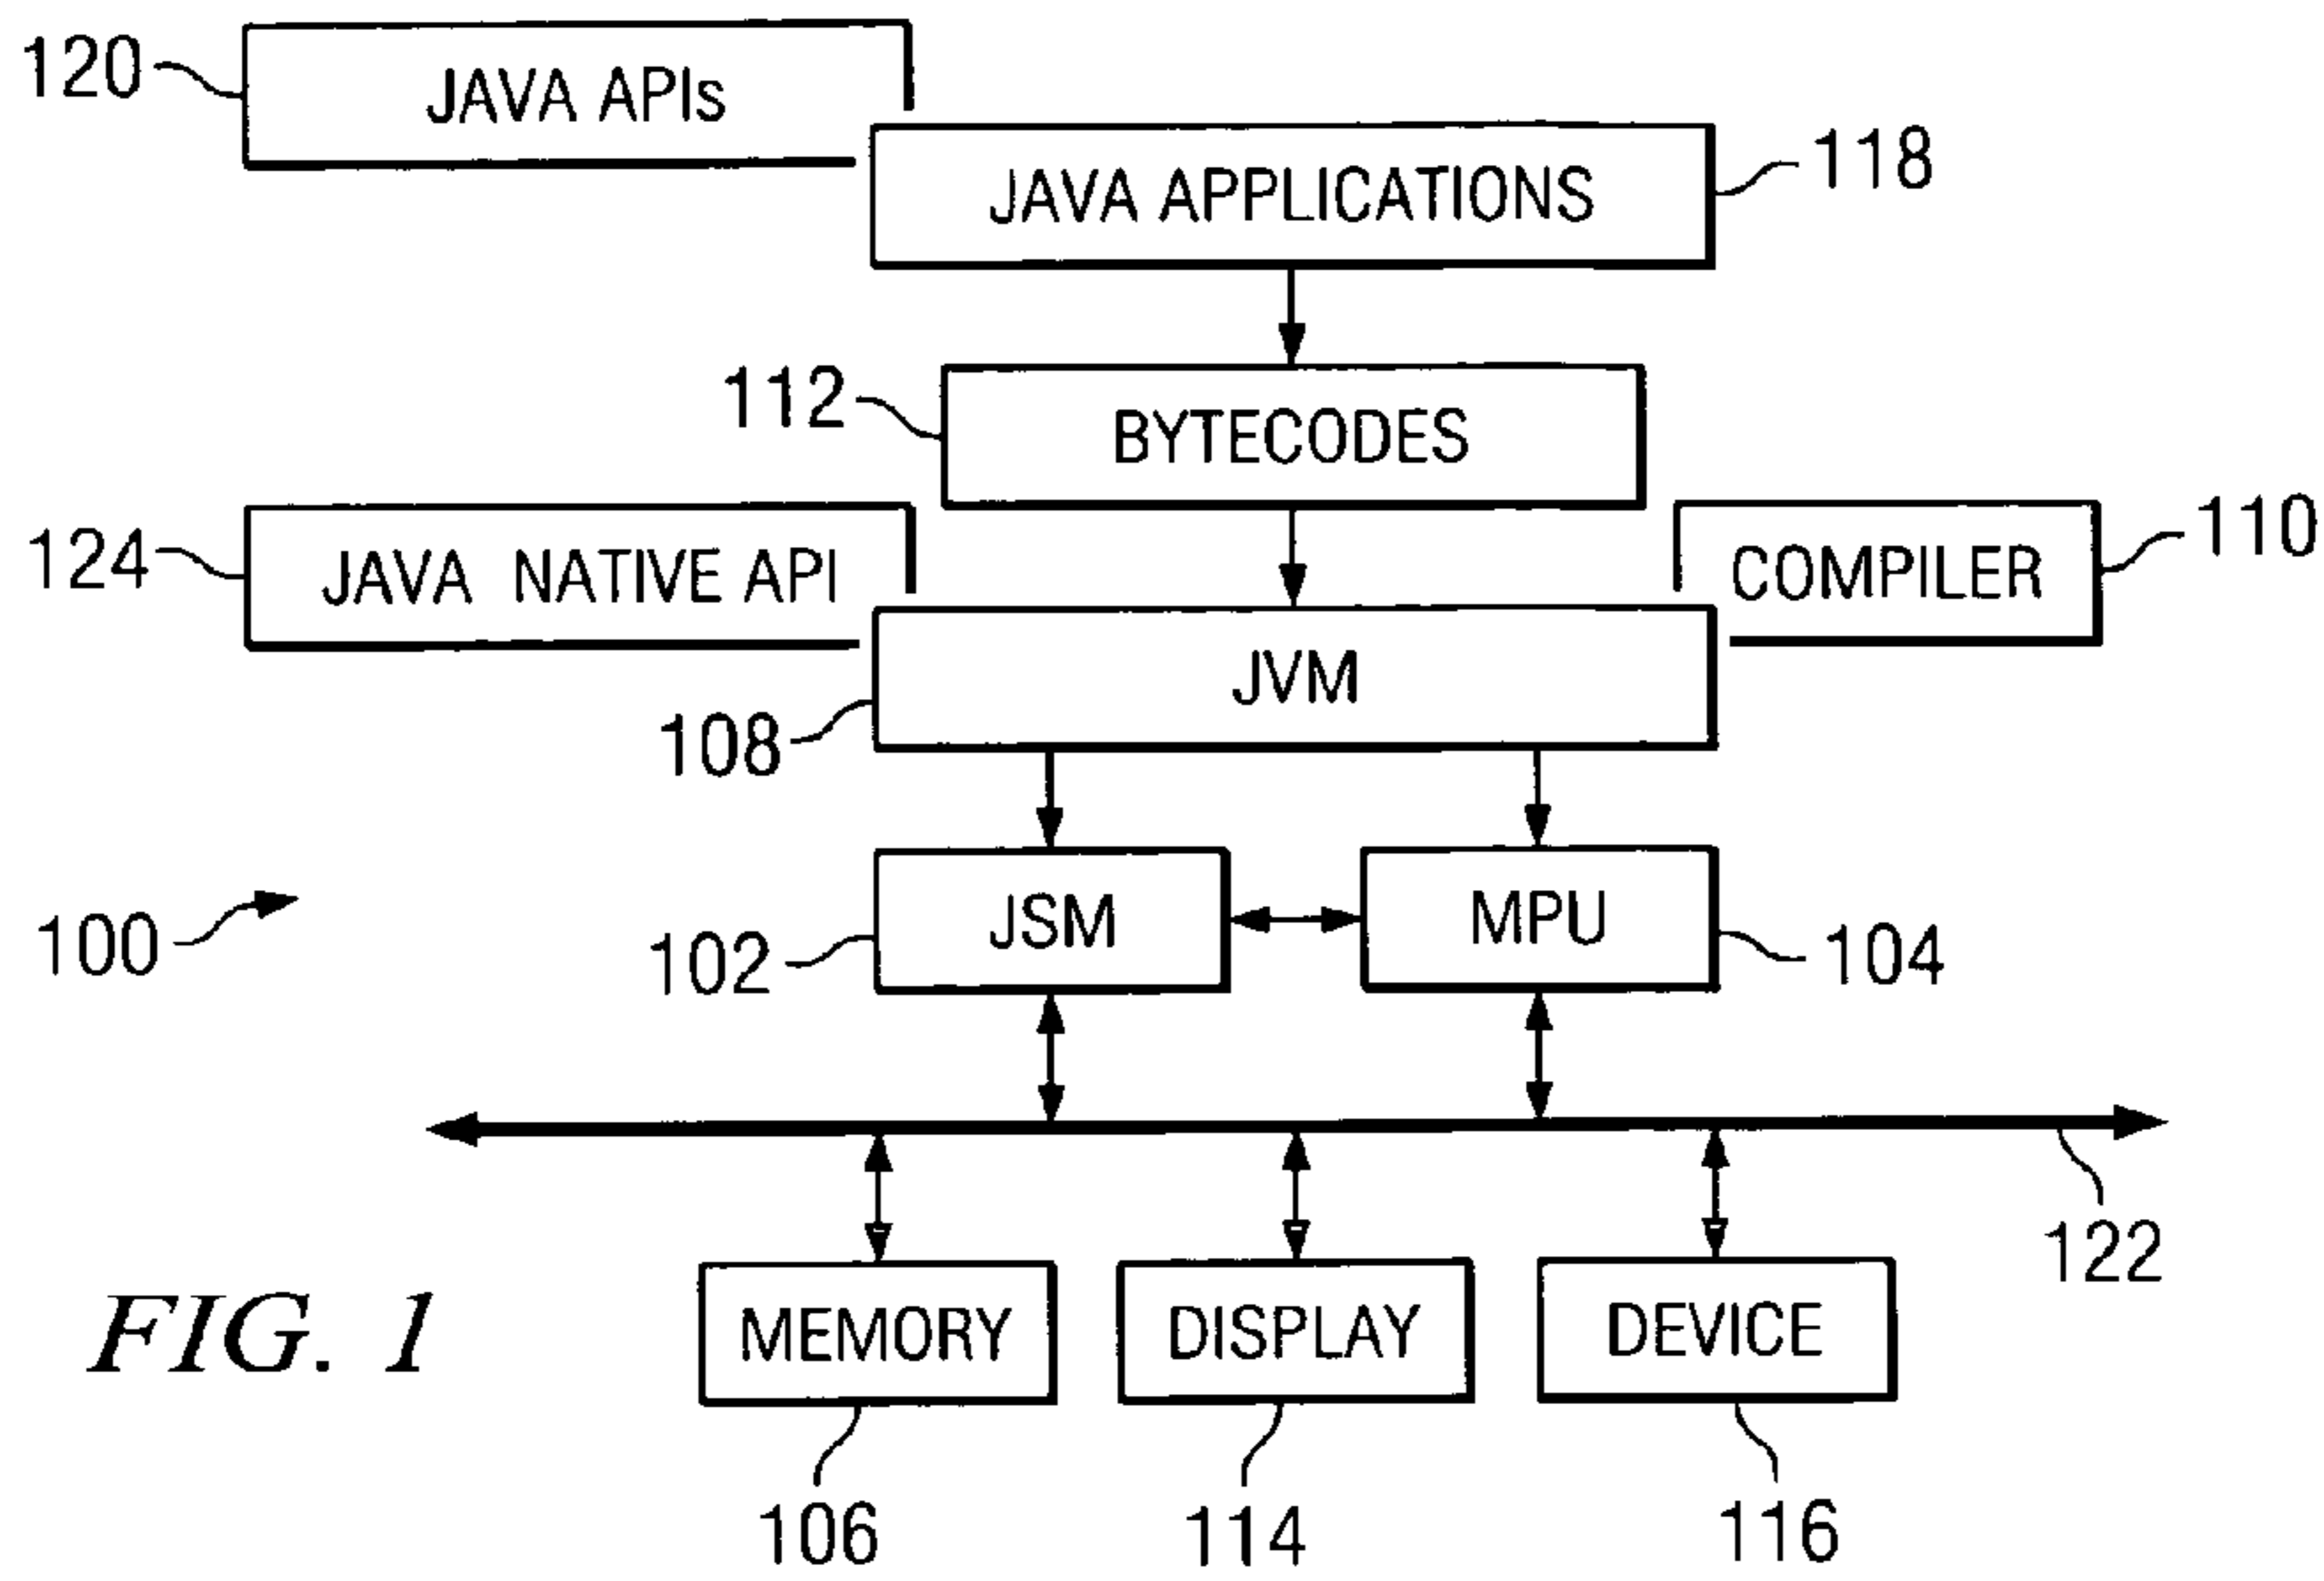 120
JAVA APIs
JAVA APPLICATIONS
118
112
BYTECODES
124
JAVA NATIVE API
COMPILER
110
JVM
108
100
102
JSM
MPU
104
122
MEMORY
DISPLAY
DEVICE
FIG. 1
106
114
116